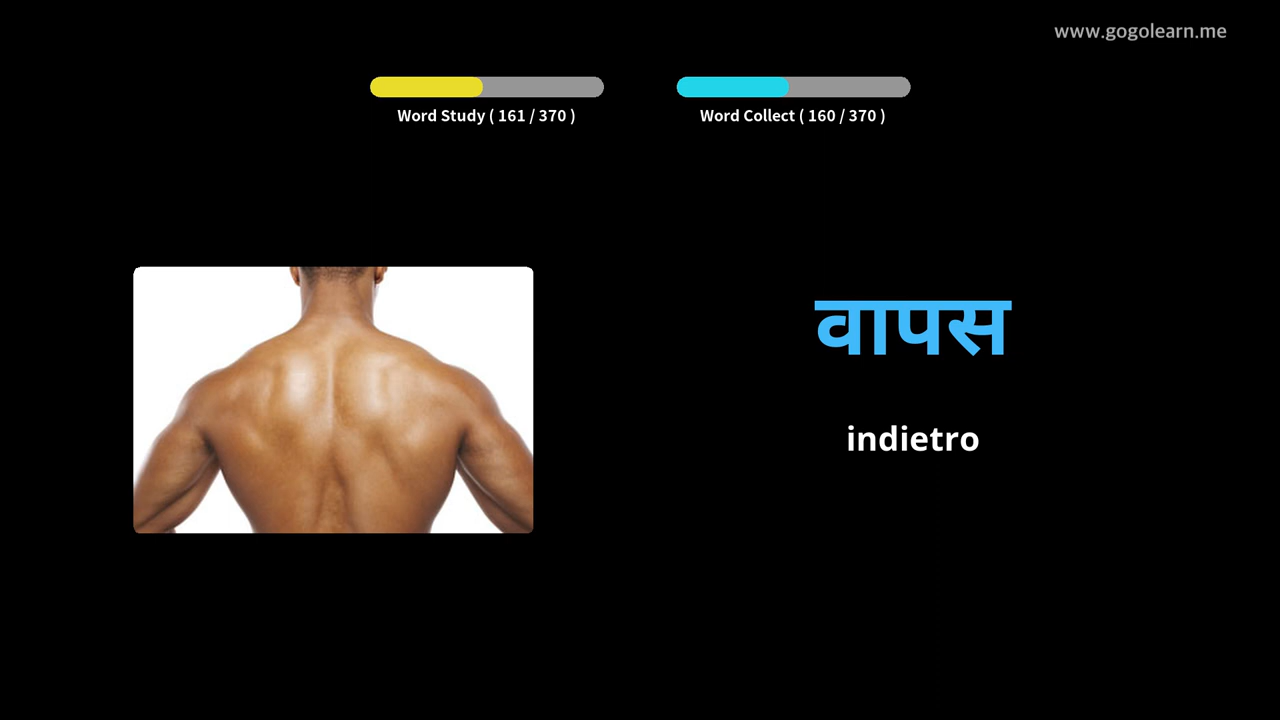 www.gogolearn.me
Word Study ( 161 / 370 )
Word Collect ( 160 / 370 )
वापस
indietro